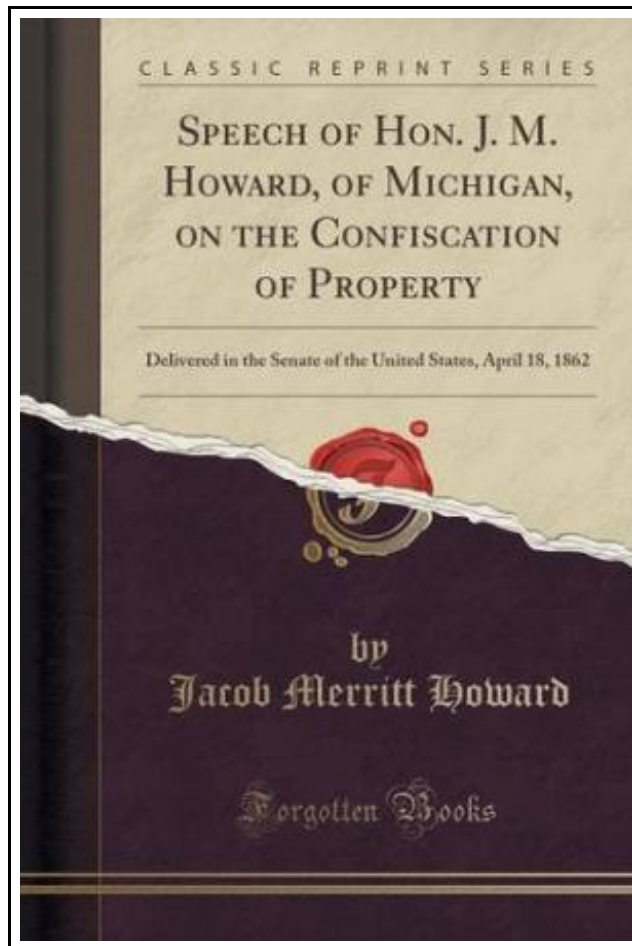 CLASSIC REPRINT SERIES
SPEECH OF HON. J. M.
HOWARD, OF MICHIGAN,
ON THE CONFISCATION
OF PROPERTY
Delivered in the Senate of the United States, April 18, 1862
by
Jacob Merritt Howard
Forgotten Books